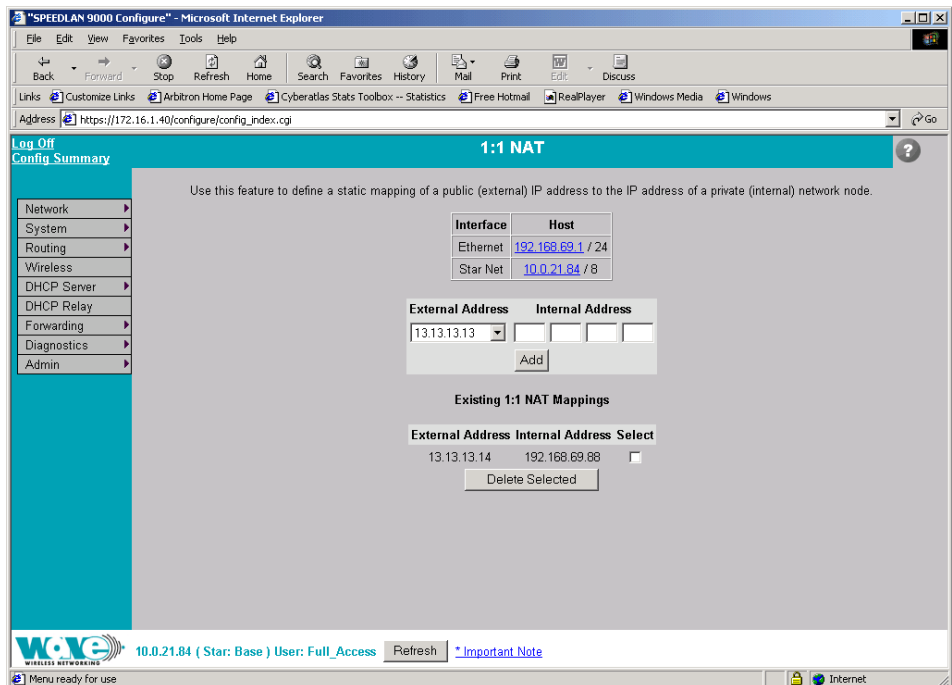 "SPEEDLAN 9000 Configure" - Microsoft Internet Explorer
File Edit View Favorites Tools Help
Back Forward Stop Refresh Home Search Favorites History Mail Print Edit Discuss
Links Customize Links Arbitron Home Page Cyberatlas Stats Toolbox -- Statistics Free Hotmail RealPlayer Windows Media Windows
Address https://172.16.1.40/configure/config_index.cgi Go
Log Off
Config Summary
1:1 NAT
?
Use this feature to define a static mapping of a public (external) IP address to the IP address of a private (internal) network node.
Network
System
Routing
Wireless
DHCP Server
DHCP Relay
Forwarding
Diagnostics
Admin
Interface Host
Ethernet 192.168.69.1 / 24
Star Net 10.0.21.84 / 8
External Address Internal Address
13.13.13.13
Add
Existing 1:1 NAT Mappings
External Address Internal Address Select
13.13.13.14 192.168.69.88
Delete Selected
WAVE
WIRELESS NETWORKING
10.0.21.84 ( Star: Base ) User: Full_Access Refresh * Important Note
Menu ready for use Internet